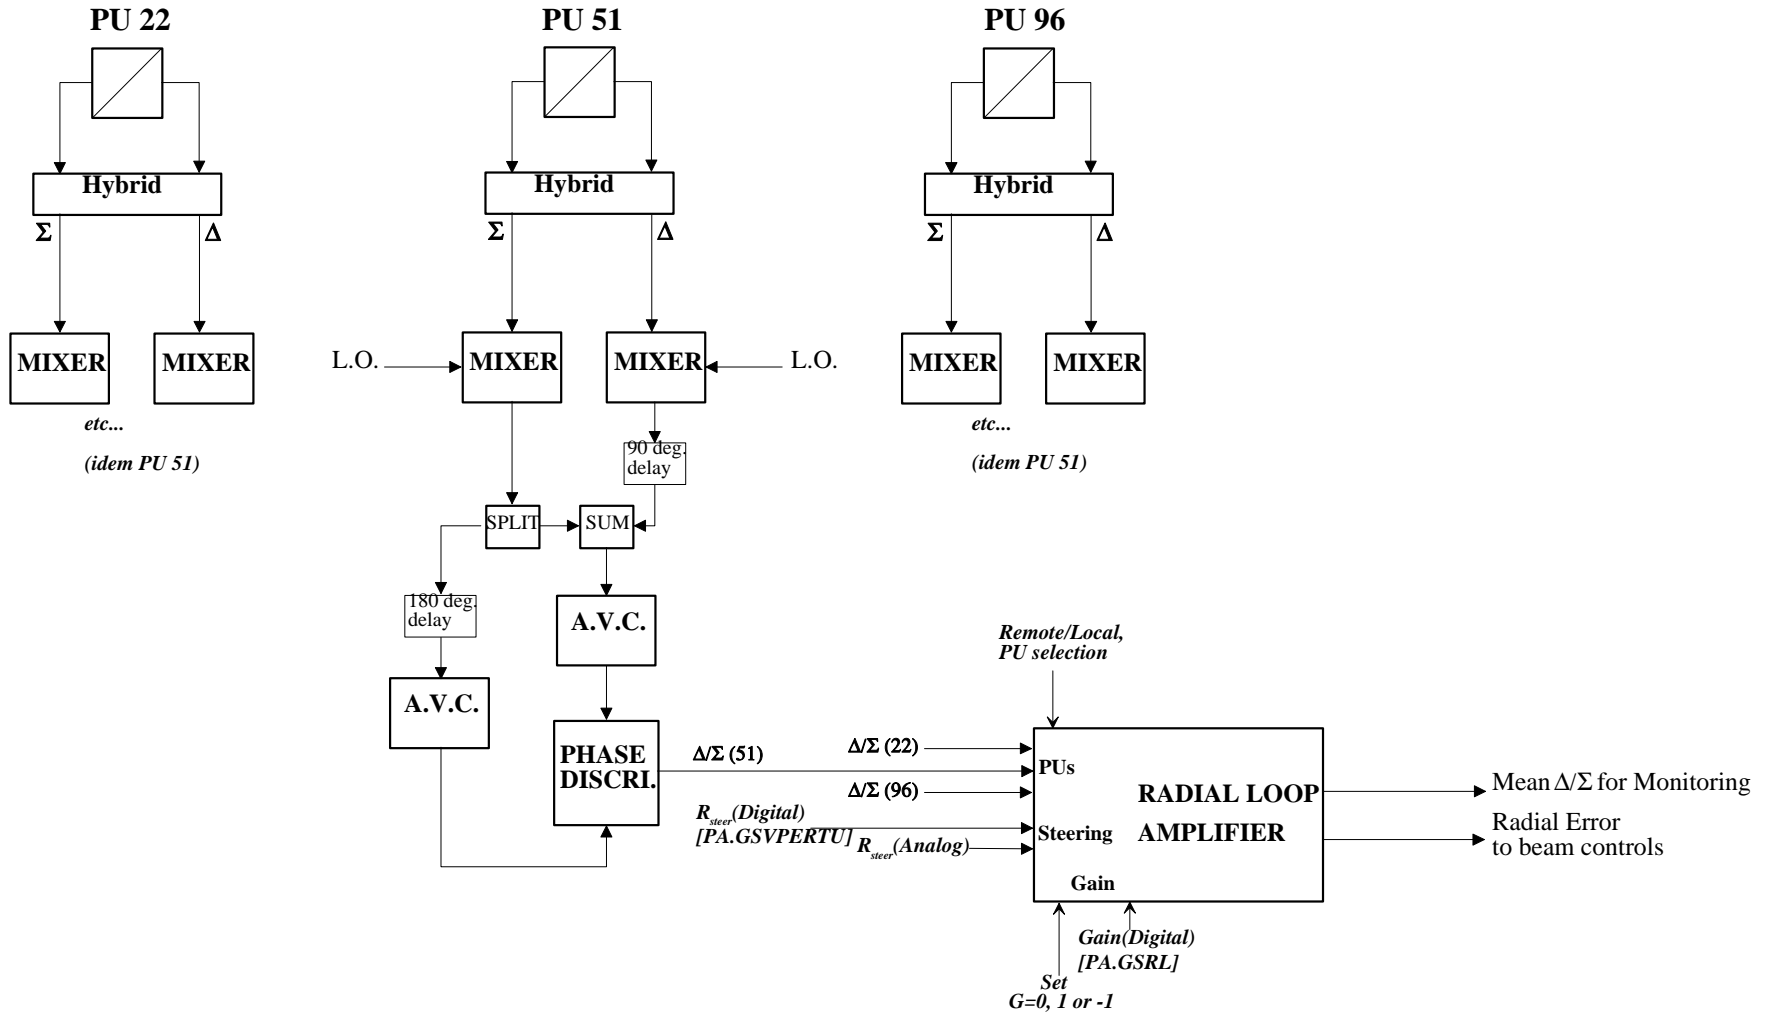 PU 22
PU 51
PU 96
Hybrid
Hybrid
Hybrid
Σ
Δ
Σ
Δ
Σ
Δ
MIXER
MIXER
L.O.
MIXER
MIXER
L.O.
MIXER
MIXER
etc...
(idem PU 51)
etc...
(idem PU 51)
90 deg.
delay
SPLIT
SUM
180 deg.
delay
A.V.C.
A.V.C.
PHASE
DISCRI.
Δ/Σ (51)
Δ/Σ (22)
Δ/Σ (96)
Rsteer(Digital)
[PA.GSVPERTU]
Rsteer(Analog)
Remote/Local,
PU selection
PUs
Steering
Gain
RADIAL LOOP
AMPLIFIER
Mean Δ/Σ for Monitoring
Radial Error
to beam controls
Gain(Digital)
[PA.GSRL]
Set
G=0, 1 or -1